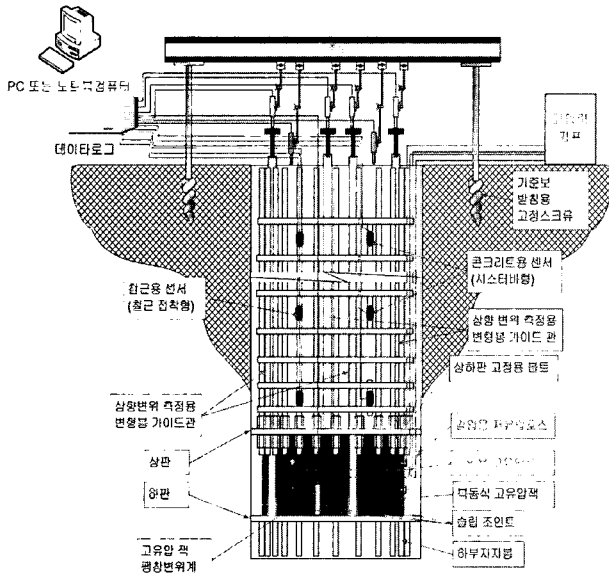 PC 또는 노트북컴퓨터
데이타로그
펌프
기준보
받침용
고정스크류
콘크리트용 센서
(시스터바형)
철근용 센서
(철근 접착형)
상향 변위 측정용
변형봉 가이드 관
상하판 고정용 볼트
상향변위 측정용
변형봉 가이드관
상판
하판
복동식 고유압잭
슬립 조인트
고유압 잭
팽창변위계
하부지지봉